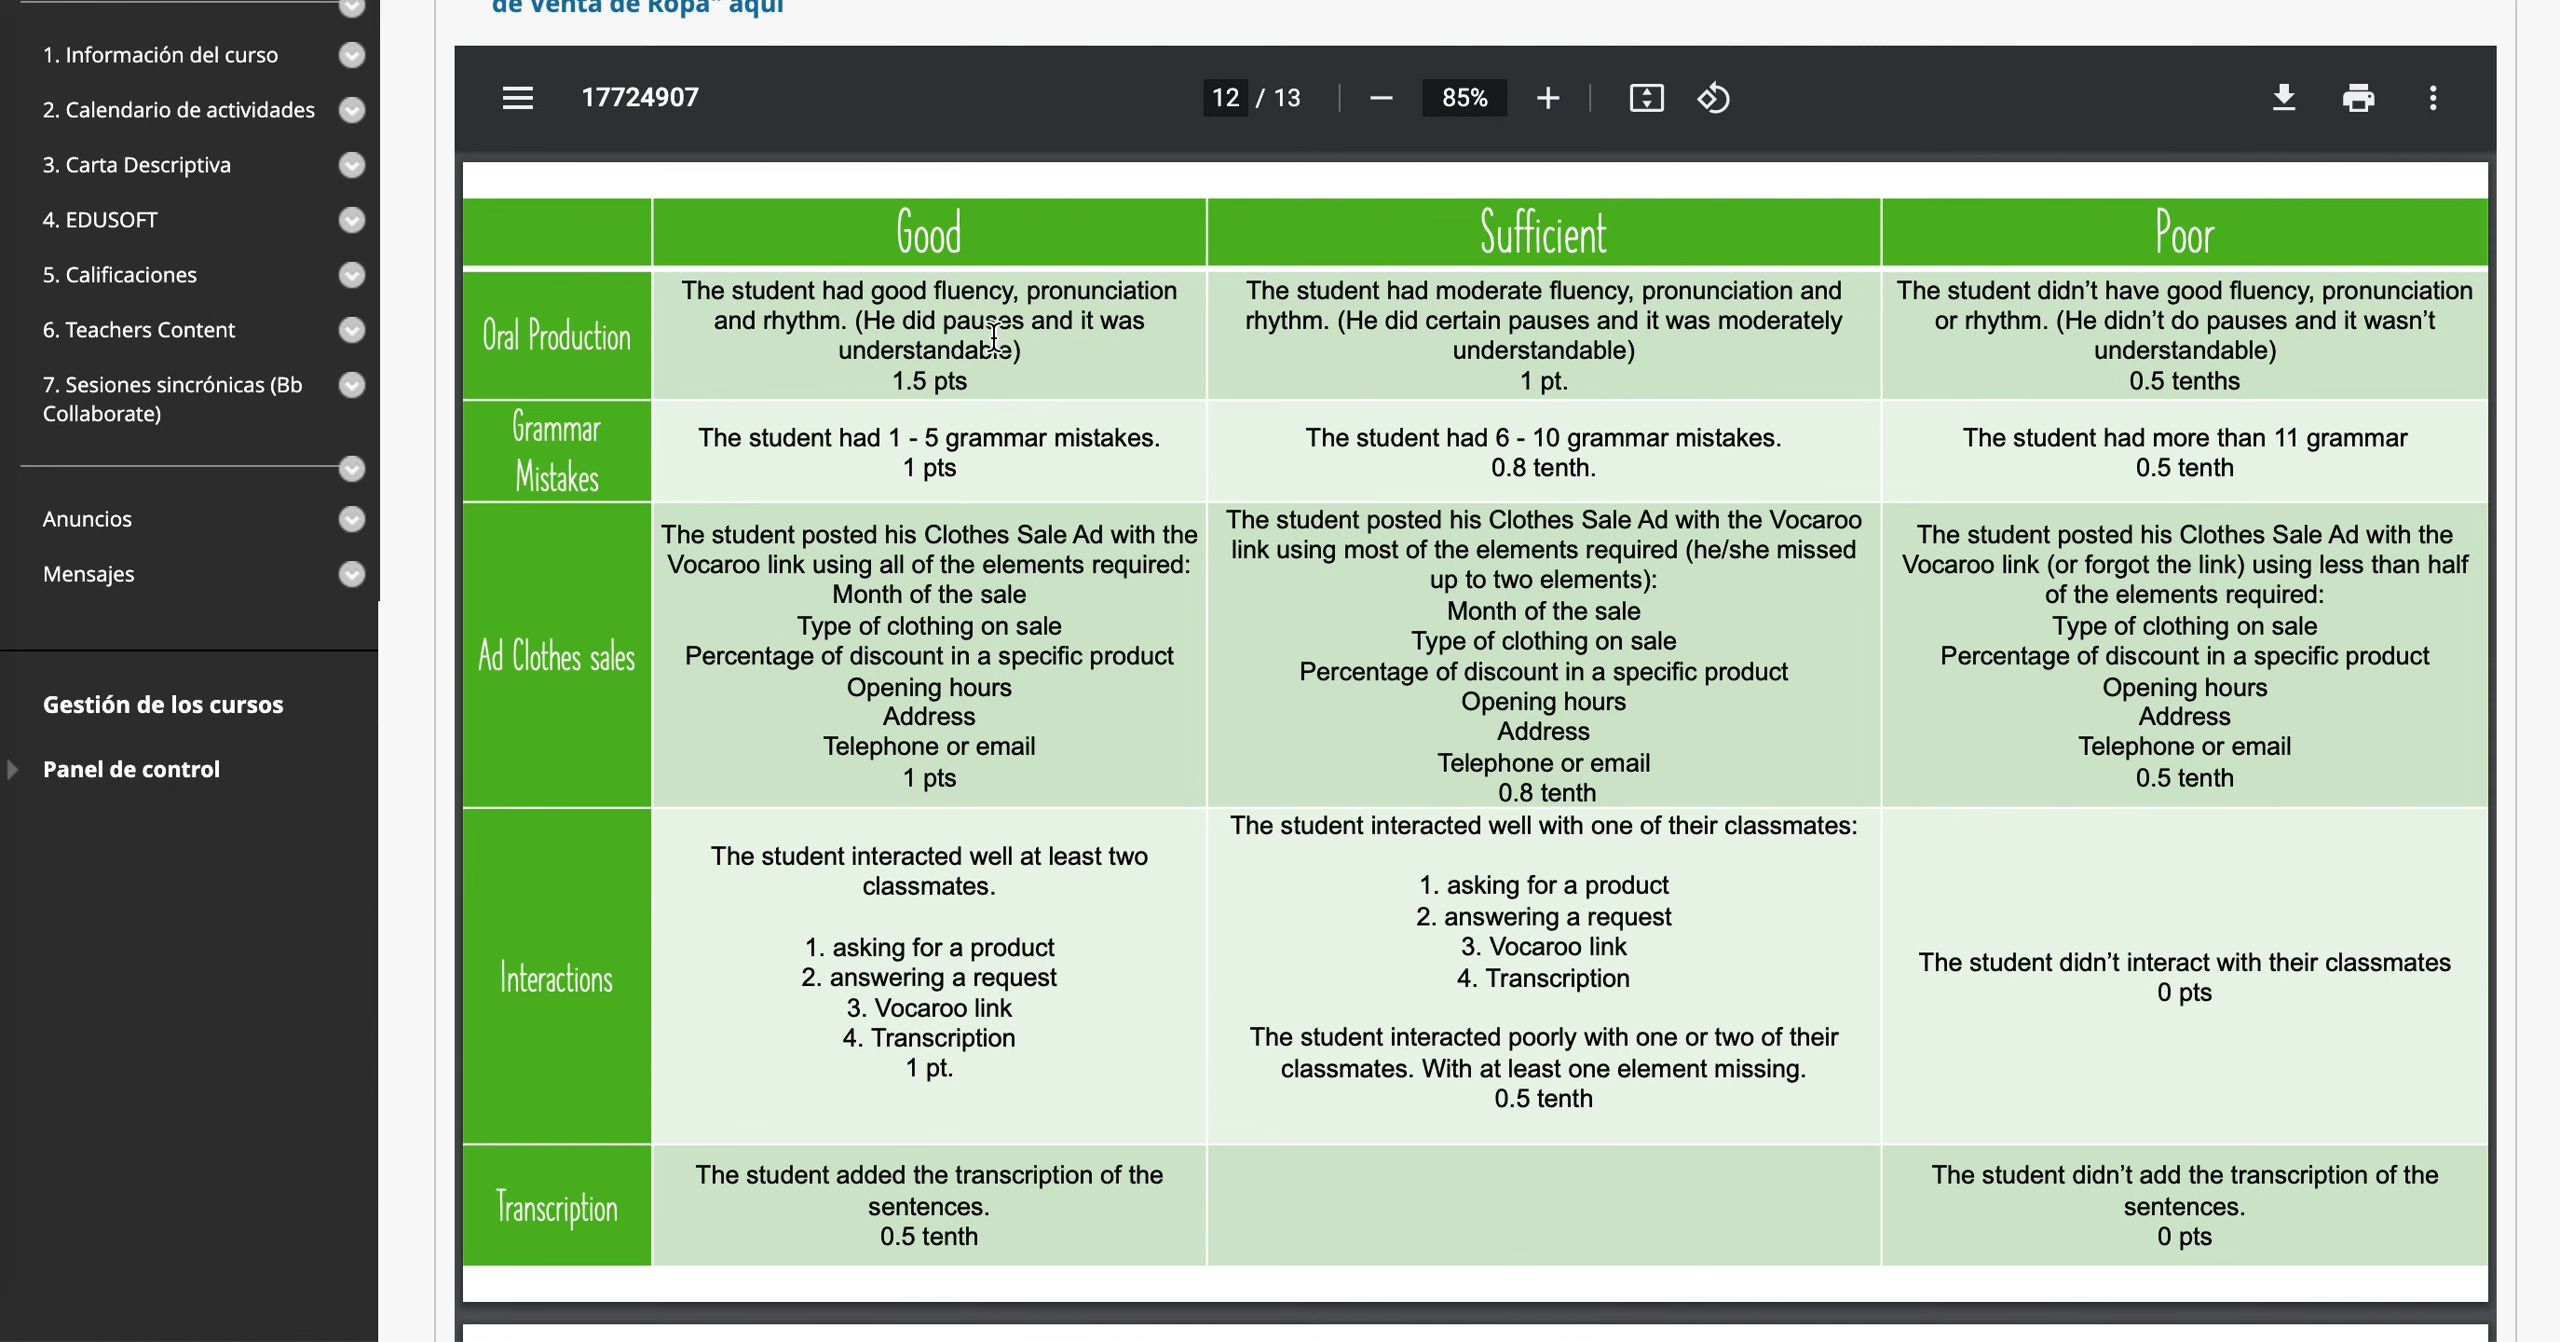 de Venta de Ropa" aquí
1. Información del curso
2. Calendario de actividades
3. Carta Descriptiva
4. EDUSOFT
5. Calificaciones
6. Teachers Content
7. Sesiones sincrónicas (Bb
Collaborate)
Anuncios
Mensajes
Gestión de los cursos
Panel de control
17724907
12 / 13
85%
Good
Sufficient
Poor
Oral Production
The student had good fluency, pronunciation
and rhythm. (He did pauses and it was
understandable)
1.5 pts
The student had moderate fluency, pronunciation and
rhythm. (He did certain pauses and it was moderately
understandable)
1 pt.
The student didn't have good fluency, pronunciation
or rhythm. (He didn't do pauses and it wasn't
understandable)
0.5 tenths
Grammar
Mistakes
The student had 1 - 5 grammar mistakes.
1 pts
The student had 6 - 10 grammar mistakes.
0.8 tenth.
The student had more than 11 grammar
0.5 tenth
Ad Clothes sales
The student posted his Clothes Sale Ad with the
Vocaroo link using all of the elements required:
Month of the sale
Type of clothing on sale
Percentage of discount in a specific product
Opening hours
Address
Telephone or email
1 pts
The student posted his Clothes Sale Ad with the Vocaroo
link using most of the elements required (he/she missed
up to two elements):
Month of the sale
Type of clothing on sale
Percentage of discount in a specific product
Opening hours
Address
Telephone or email
0.8 tenth
The student posted his Clothes Sale Ad with the
Vocaroo link (or forgot the link) using less than half
of the elements required:
Type of clothing on sale
Percentage of discount in a specific product
Opening hours
Address
Telephone or email
0.5 tenth
Interactions
The student interacted well at least two
classmates.
1. asking for a product
2. answering a request
3. Vocaroo link
4. Transcription
1 pt.
The student interacted well with one of their classmates:
1. asking for a product
2. answering a request
3. Vocaroo link
4. Transcription
The student interacted poorly with one or two of their
classmates. With at least one element missing.
0.5 tenth
The student didn't interact with their classmates
0 pts
Transcription
The student added the transcription of the
sentences.
0.5 tenth
The student didn't add the transcription of the
sentences.
0 pts